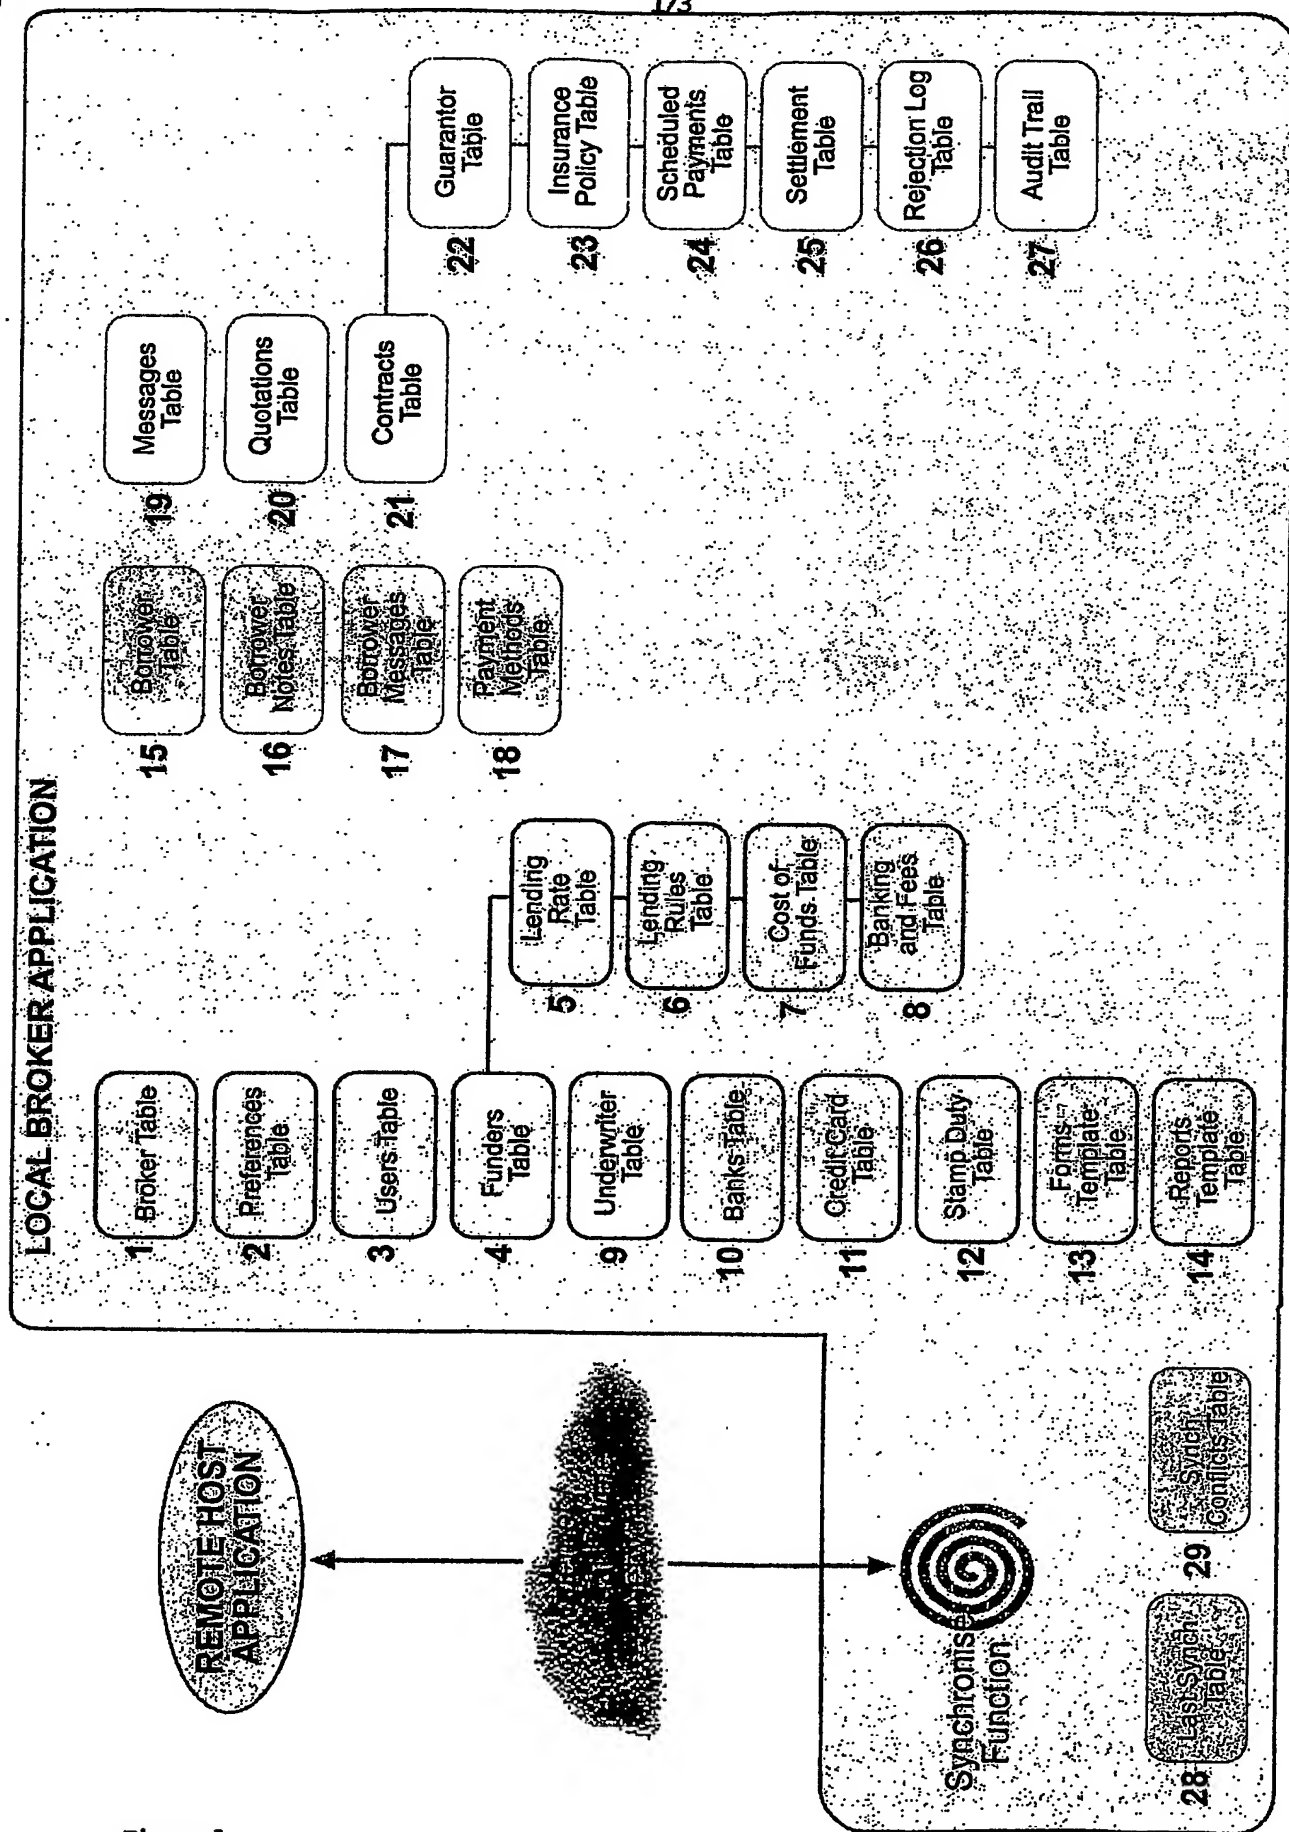 1/3
LOCAL BROKER APPLICATION
1
Broker Table
2
Preferences
Table
3
Users Table
4
Funders
Table
5
Lending
Rate
Table
6
Lending
Rules
Table
7
Cost of
Funds Table
8
Banking
and Fees
Table
9
Underwriter
Table
10
Banks Table
11
Credit Card
Table
12
Stamp Duty
Table
13
Forms
Template
Table
14
Reports
Template
Table
15
Borrower
Table
16
Borrower
Notes Table
17
Borrower
Messages
Table
18
Payment
Methods
Table
19
Messages
Table
20
Quotations
Table
21
Contracts
Table
22
Guarantor
Table
23
Insurance
Policy Table
24
Scheduled
Payments
Table
25
Settlement
Table
26
Rejection Log
Table
27
Audit Trail
Table
REMOTE HOST
APPLICATION
Synchronise
Function
28
Last Synch
Table
29
Synch
Conflicts Table